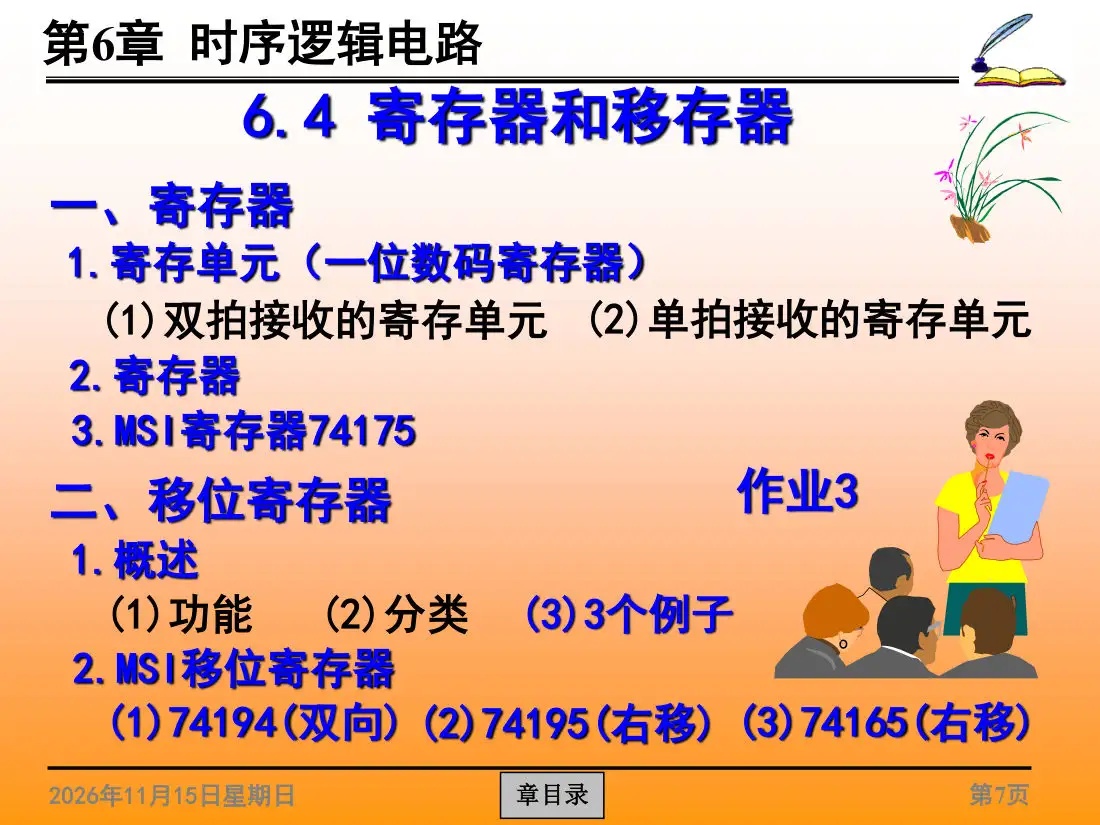 第6章 时序逻辑电路
6.4 寄存器和移存器
一、寄存器
1.寄存单元（一位数码寄存器）
(1)双拍接收的寄存单元 (2)单拍接收的寄存单元
2.寄存器
3.MSI寄存器74175
二、移位寄存器
作业3
1.概述
(1)功能 (2)分类 (3)3个例子
2.MSI移位寄存器
(1)74194(双向) (2)74195(右移) (3)74165(右移)
2026年11月15日星期日 章目录 第7页